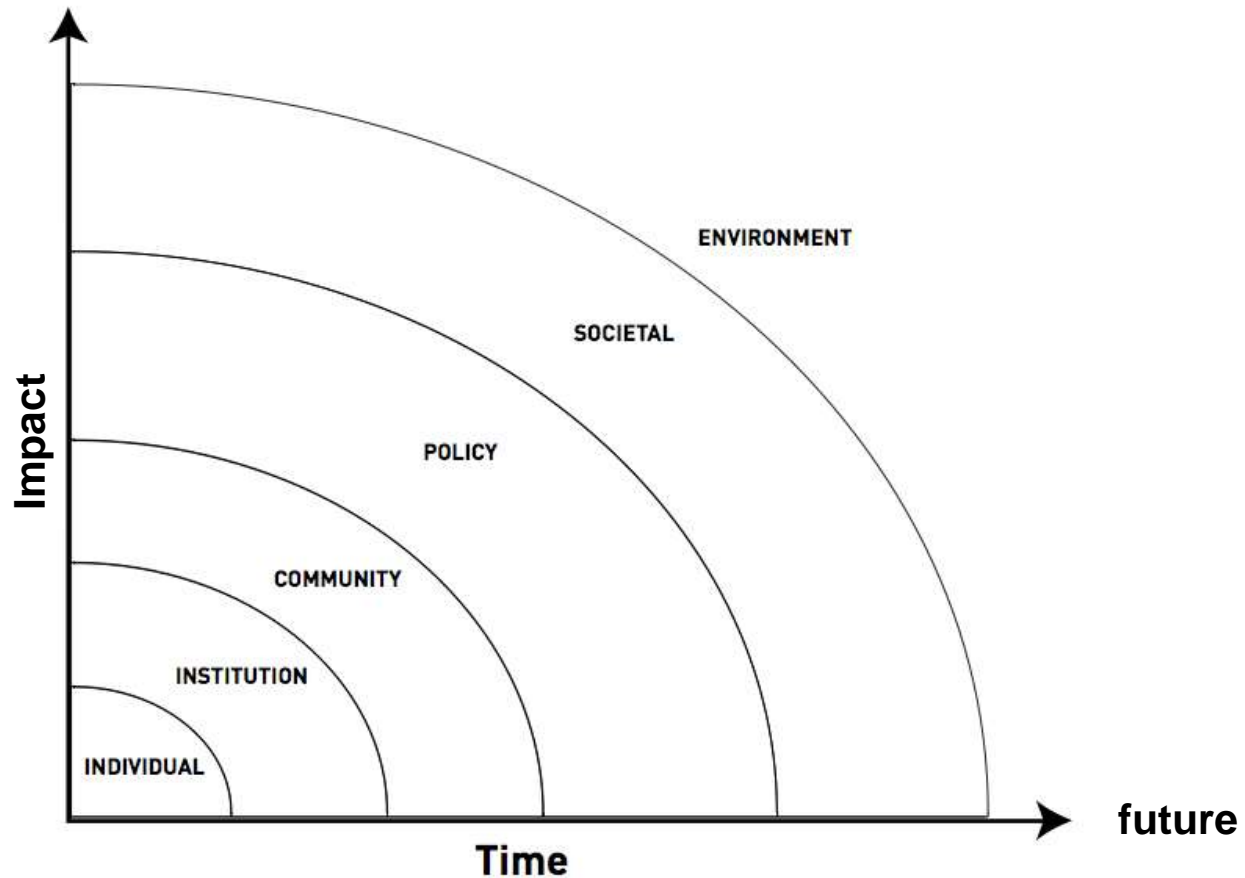 ENVIRONMENT
SOCIETAL
Impact
POLICY
COMMUNITY
INSTITUTION
INDIVIDUAL
future
Time